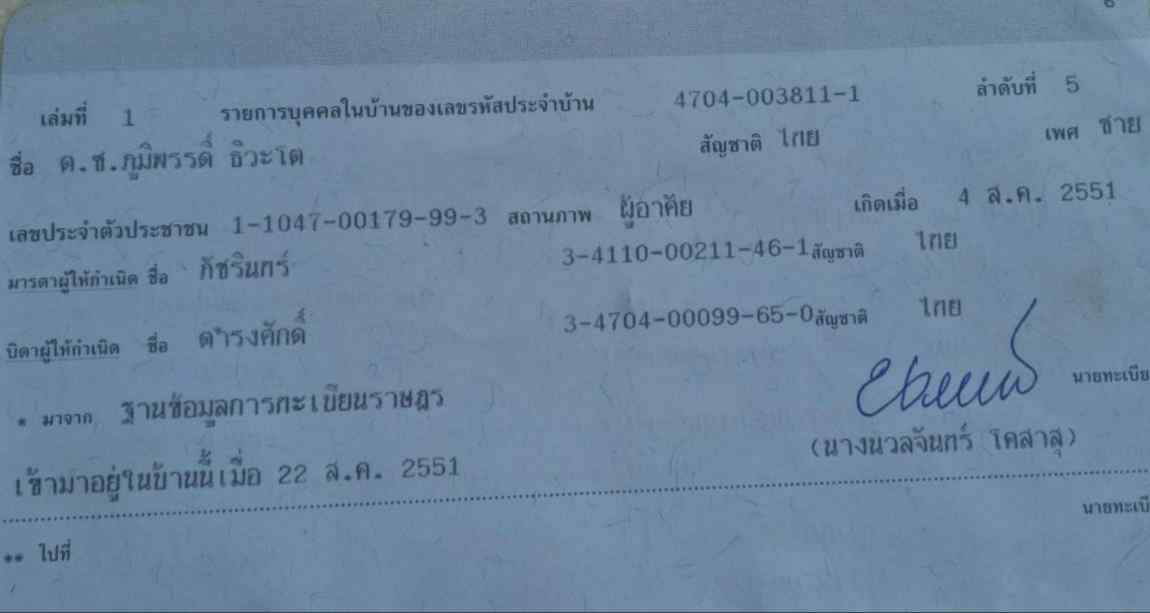 เล่มที่ 1 รายการบุคคลในบ้านของเลขรหัสประจำบ้าน 4704-003811-1 ลำดับที่ 5
ชื่อ ด.ช.ภูมิพรรดิ์ ธิวะโต สัญชาติ ไทย เพศ ชาย
เลขประจำตัวประชาชน 1-1047-00179-99-3 สถานภาพ ผู้อาศัย เกิดเมื่อ 4 ส.ค. 2551
มารดาผู้ให้กำเนิด ชื่อ ภัชรินทร์ 3-4110-00211-46-1 สัญชาติ ไทย
บิดาผู้ให้กำเนิด ชื่อ ดำรงศักดิ์ 3-4704-00099-65-0 สัญชาติ ไทย
* มาจาก ฐานข้อมูลการทะเบียนราษฎร นายทะเบีย
(นางนวลจันทร์ โคสาสุ)
เข้ามาอยู่ในบ้านนี้เมื่อ 22 ส.ค. 2551
นายทะเบี
** ไปที่